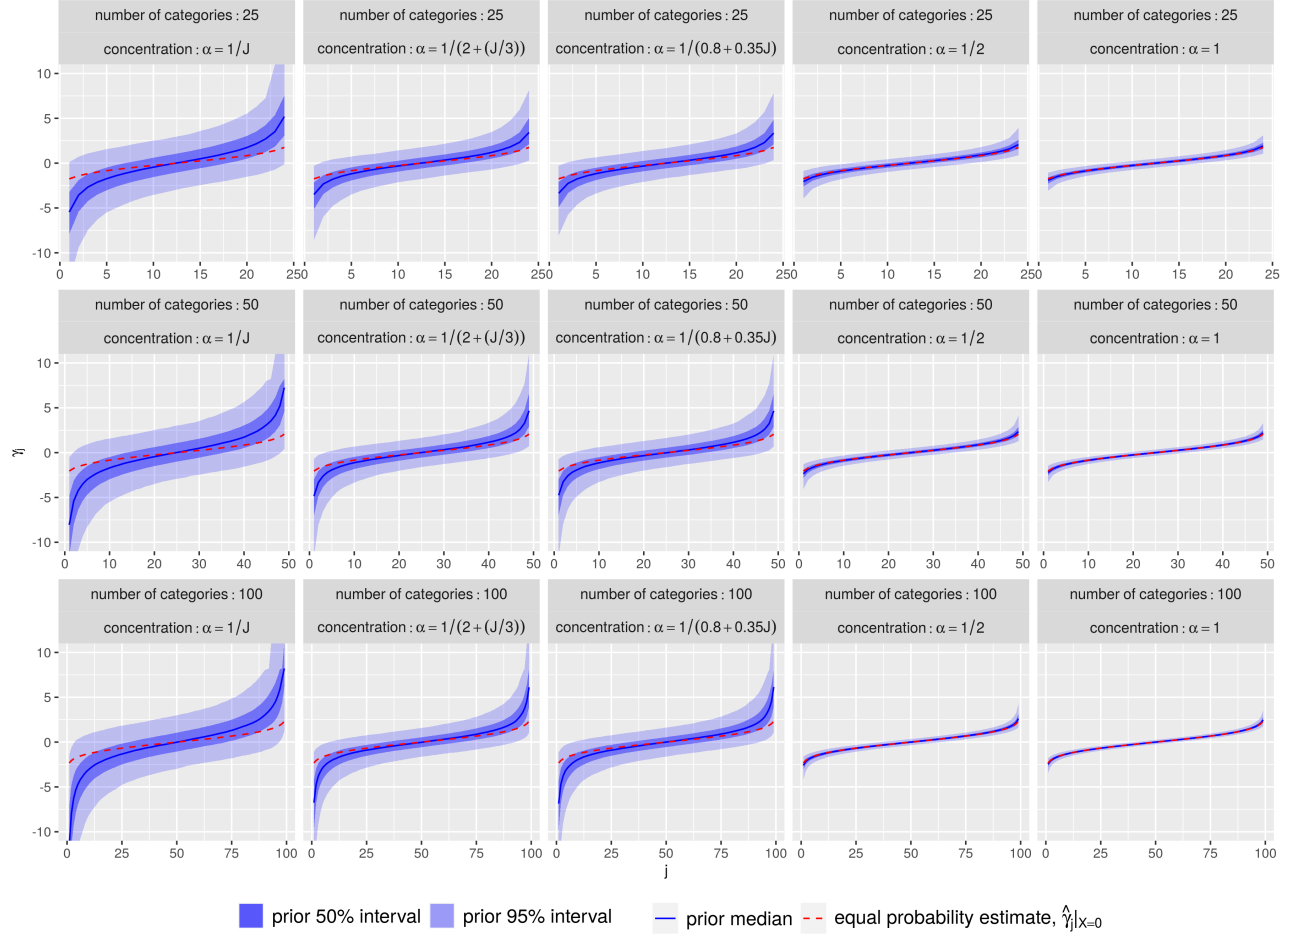 number of categories : 25 number of categories : 25 number of categories : 25 number of categories : 25 number of categories : 25
concentration : α = 1/J concentration : α = 1/(2 + (J/3)) concentration : α = 1/(0.8 + 0.35J) concentration : α = 1/2 concentration : α = 1
10
5
0
-5
-10
0 5 10 15 20 25 0 5 10 15 20 25 0 5 10 15 20 25 0 5 10 15 20 25 0 5 10 15 20 25
number of categories : 50 number of categories : 50 number of categories : 50 number of categories : 50 number of categories : 50
concentration : α = 1/J concentration : α = 1/(2 + (J/3)) concentration : α = 1/(0.8 + 0.35J) concentration : α = 1/2 concentration : α = 1
10
5
γj
0
-5
-10
0 10 20 30 40 50 0 10 20 30 40 50 0 10 20 30 40 50 0 10 20 30 40 50 0 10 20 30 40 50
number of categories : 100 number of categories : 100 number of categories : 100 number of categories : 100 number of categories : 100
concentration : α = 1/J concentration : α = 1/(2 + (J/3)) concentration : α = 1/(0.8 + 0.35J) concentration : α = 1/2 concentration : α = 1
10
5
0
-5
-10
0 25 50 75 100 0 25 50 75 100 0 25 50 75 100 0 25 50 75 100 0 25 50 75 100
j
prior 50% interval prior 95% interval prior median equal probability estimate, γ̂j|X=0